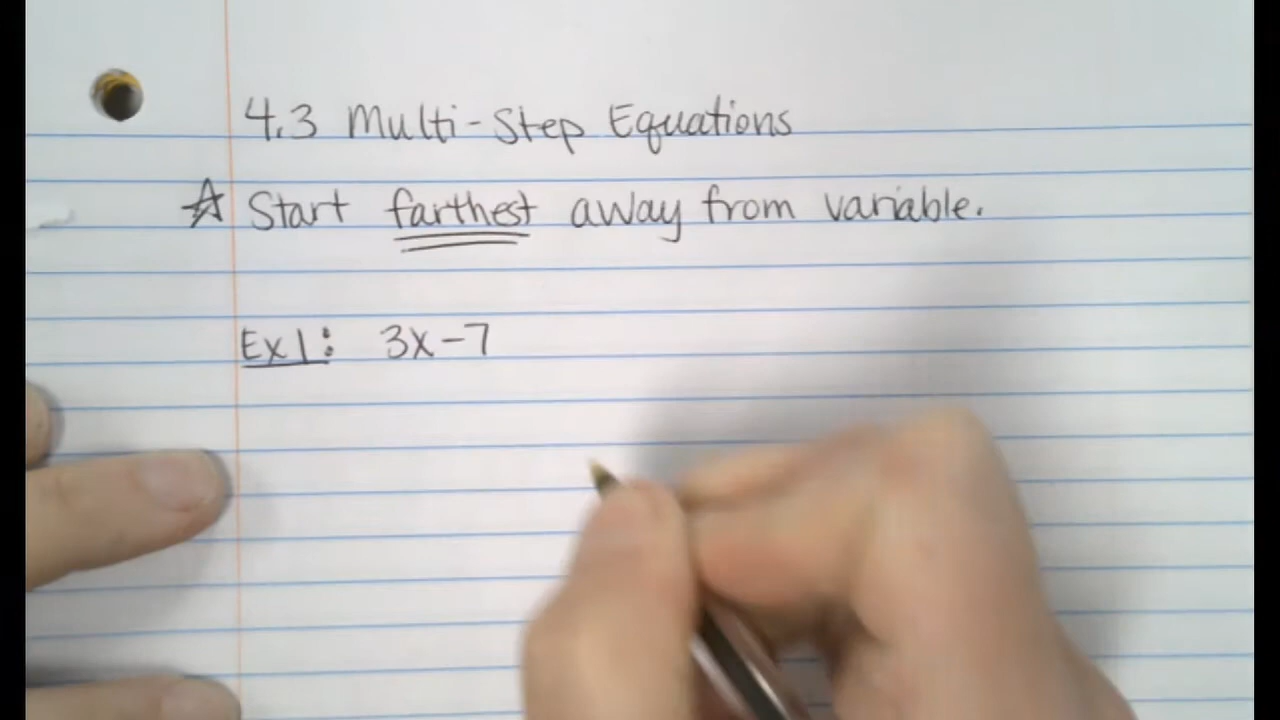 4.3 Multi-Step Equations
☆ Start farthest away from variable.
Ex 1: 3x-7